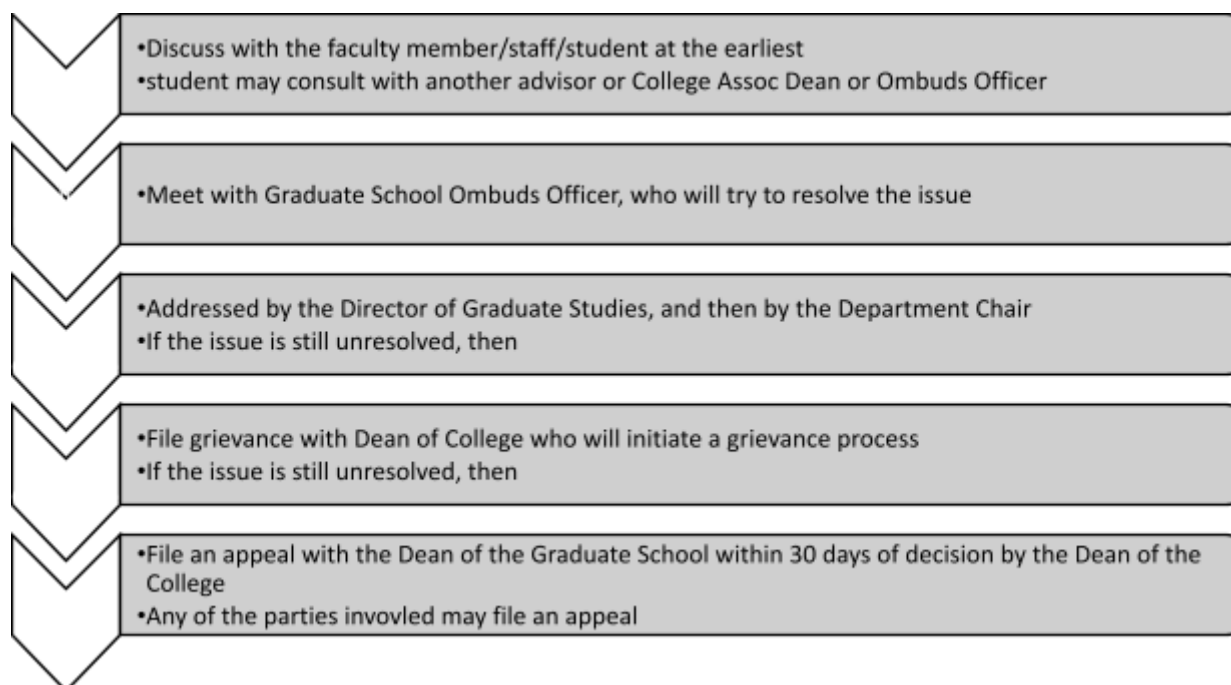 •Discuss with the faculty member/staff/student at the earliest
•student may consult with another advisor or College Assoc Dean or Ombuds Officer
•Meet with Graduate School Ombuds Officer, who will try to resolve the issue
•Addressed by the Director of Graduate Studies, and then by the Department Chair
•If the issue is still unresolved, then
•File grievance with Dean of College who will initiate a grievance process
•If the issue is still unresolved, then
•File an appeal with the Dean of the Graduate School within 30 days of decision by the Dean of the
College
•Any of the parties invovled may file an appeal